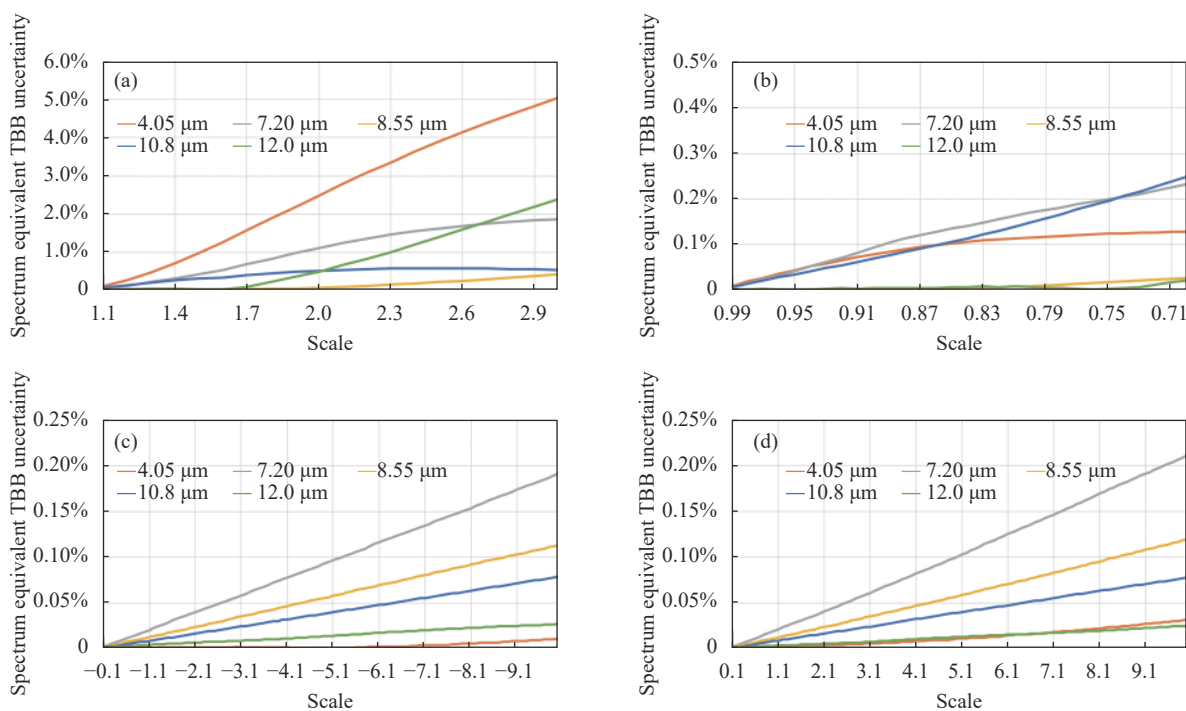 Spectrum equivalent TBB uncertainty
6.0%
5.0%
4.0%
3.0%
2.0%
1.0%
0
(a)
4.05 μm 7.20 μm 8.55 μm
10.8 μm 12.0 μm
1.1 1.4 1.7 2.0 2.3 2.6 2.9
Scale
Spectrum equivalent TBB uncertainty
0.5%
0.4%
0.3%
0.2%
0.1%
0
(b)
4.05 μm 7.20 μm 8.55 μm
10.8 μm 12.0 μm
0.99 0.95 0.91 0.87 0.83 0.79 0.75 0.71
Scale
Spectrum equivalent TBB uncertainty
0.25%
0.20%
0.15%
0.10%
0.05%
0
(c)
4.05 μm 7.20 μm 8.55 μm
10.8 μm 12.0 μm
−0.1 −1.1 −2.1 −3.1 −4.1 −5.1 −6.1 −7.1 −8.1 −9.1
Scale
Spectrum equivalent TBB uncertainty
0.25%
0.20%
0.15%
0.10%
0.05%
0
(d)
4.05 μm 7.20 μm 8.55 μm
10.8 μm 12.0 μm
0.1 1.1 2.1 3.1 4.1 5.1 6.1 7.1 8.1 9.1
Scale